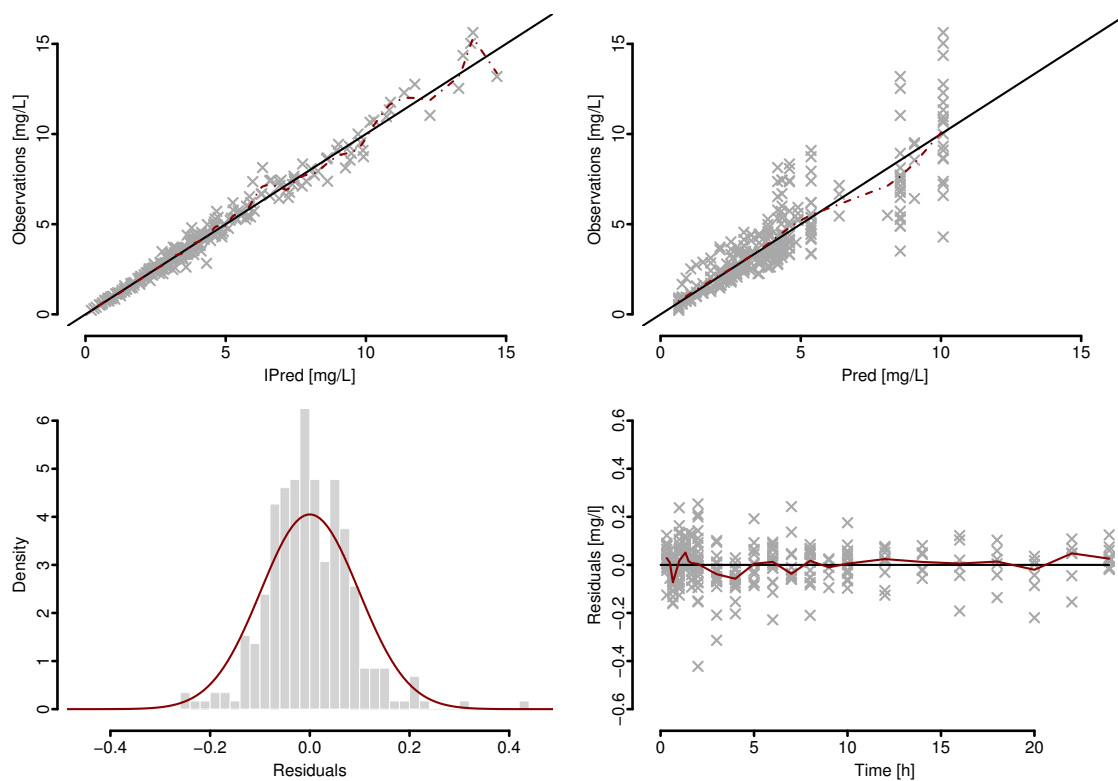 0 5 10 15
Observations [mg/L]
0 5 10 15
IPred [mg/L]
0 5 10 15
Observations [mg/L]
0 5 10 15
Pred [mg/L]
0 1 2 3 4 5 6
Density
−0.4 −0.2 0.0 0.2 0.4
Residuals
−0.6 −0.4 −0.2 0.0 0.2 0.4 0.6
Residuals [mg/l]
0 5 10 15 20
Time [h]